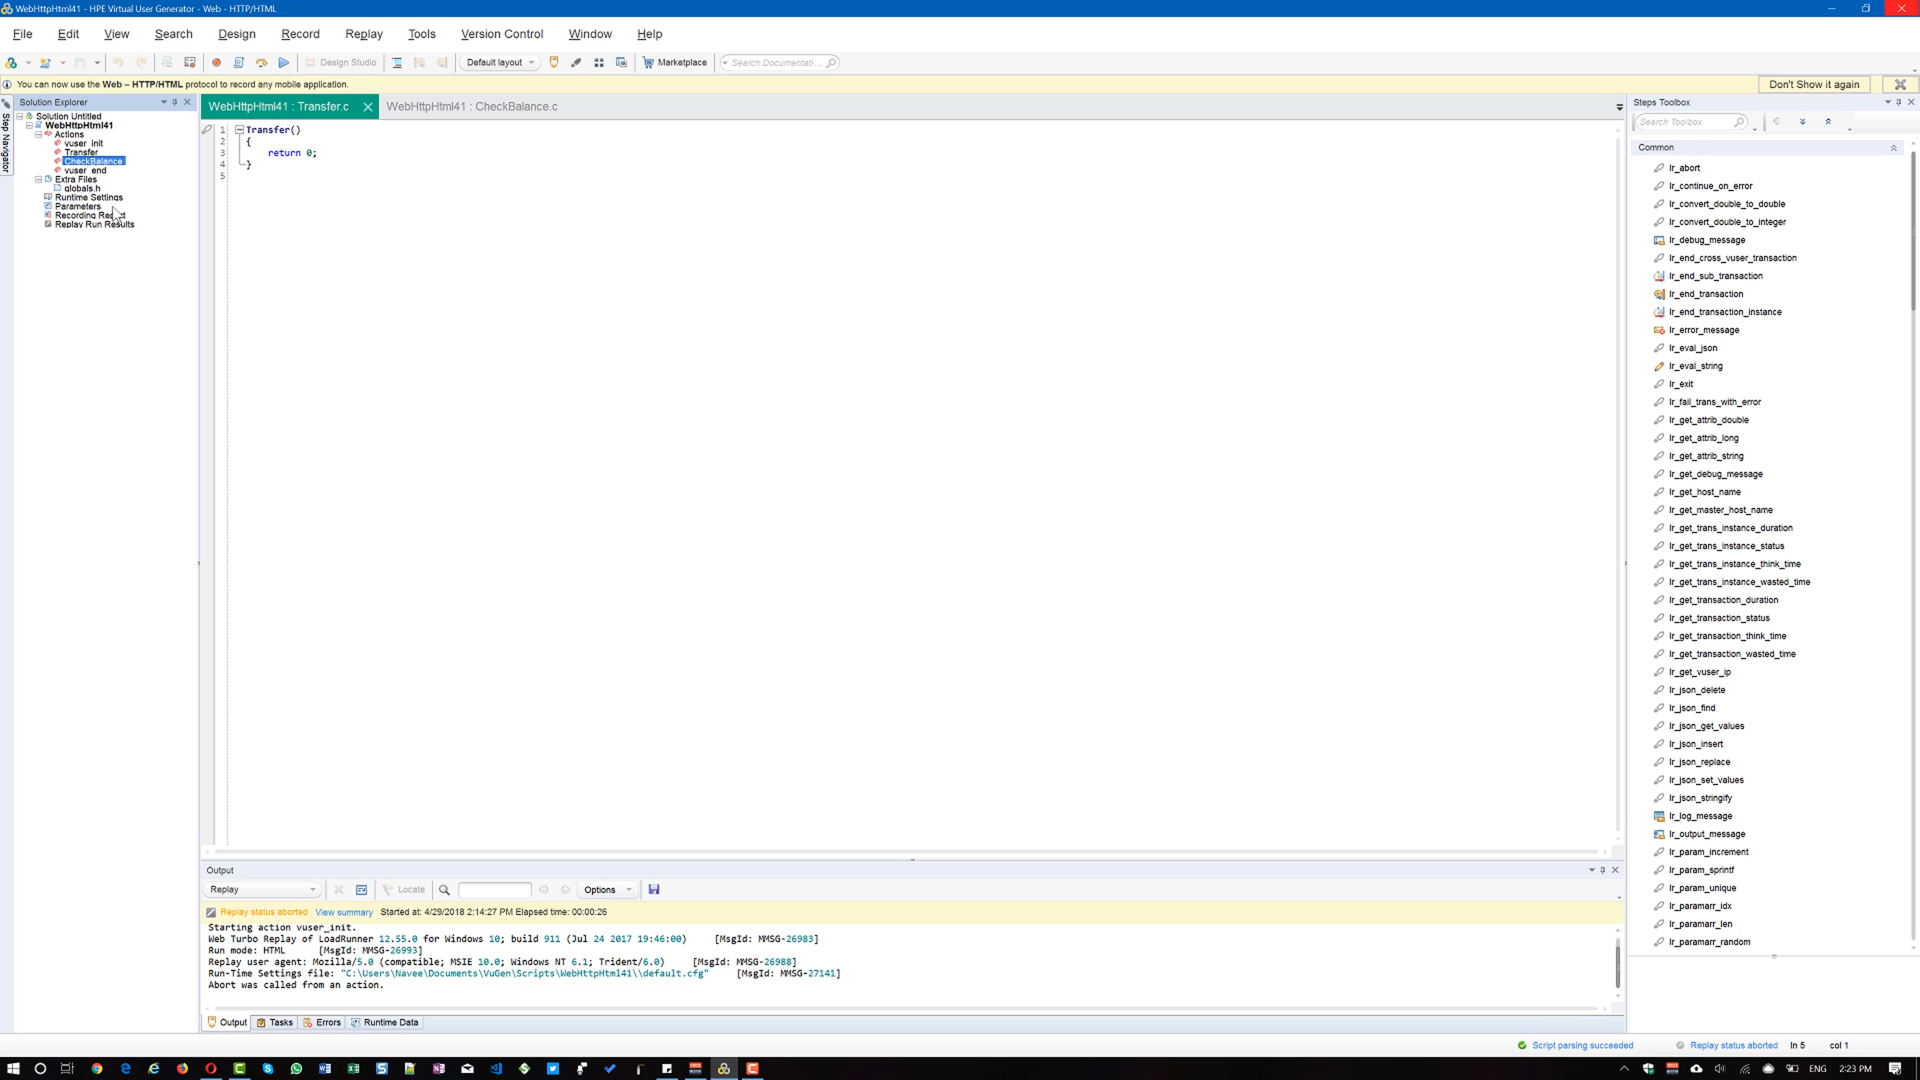 WebHttpHtml41 - HPE Virtual User Generator - Web - HTTP/HTML
File Edit View Search Design Record Replay Tools Version Control Window Help
Design Studio Default layout Marketplace Search Documentati...
You can now use the Web – HTTP/HTML protocol to record any mobile application. Don't Show it again
Solution Explorer
Step Navigator
Solution Untitled
WebHttpHtml41
Actions
vuser_init
Transfer
CheckBalance
vuser_end
Extra Files
globals.h
Runtime Settings
Parameters
Recording Rep
Replay Run Results
WebHttpHtml41 : Transfer.c WebHttpHtml41 : CheckBalance.c
1 Transfer()
2 {
3 return 0;
4 }
5
Steps Toolbox
Search Toolbox
Common
lr_abort
lr_continue_on_error
lr_convert_double_to_double
lr_convert_double_to_integer
lr_debug_message
lr_end_cross_vuser_transaction
lr_end_sub_transaction
lr_end_transaction
lr_end_transaction_instance
lr_error_message
lr_eval_json
lr_eval_string
lr_exit
lr_fail_trans_with_error
lr_get_attrib_double
lr_get_attrib_long
lr_get_attrib_string
lr_get_debug_message
lr_get_host_name
lr_get_master_host_name
lr_get_trans_instance_duration
lr_get_trans_instance_status
lr_get_trans_instance_think_time
lr_get_trans_instance_wasted_time
lr_get_transaction_duration
lr_get_transaction_status
lr_get_transaction_think_time
lr_get_transaction_wasted_time
lr_get_vuser_ip
lr_json_delete
lr_json_find
lr_json_get_values
lr_json_insert
lr_json_replace
lr_json_set_values
lr_json_stringify
lr_log_message
lr_output_message
lr_param_increment
lr_param_sprintf
lr_param_unique
lr_paramarr_idx
lr_paramarr_len
lr_paramarr_random
Output
Replay Locate Options
Replay status aborted View summary Started at: 4/29/2018 2:14:27 PM Elapsed time: 00:00:26
Starting action vuser_init.
Web Turbo Replay of LoadRunner 12.55.0 for Windows 10; build 911 (Jul 24 2017 19:46:00) [MsgId: MMSG-26983]
Run mode: HTML [MsgId: MMSG-26993]
Replay user agent: Mozilla/5.0 (compatible; MSIE 10.0; Windows NT 6.1; Trident/6.0) [MsgId: MMSG-26988]
Run-Time Settings file: "C:\Users\Navee\Documents\VuGen\Scripts\WebHttpHtml41\\default.cfg" [MsgId: MMSG-27141]
Abort was called from an action.
Output Tasks Errors Runtime Data
Script parsing succeeded Replay status aborted ln 5 col 1
ENG 2:23 PM